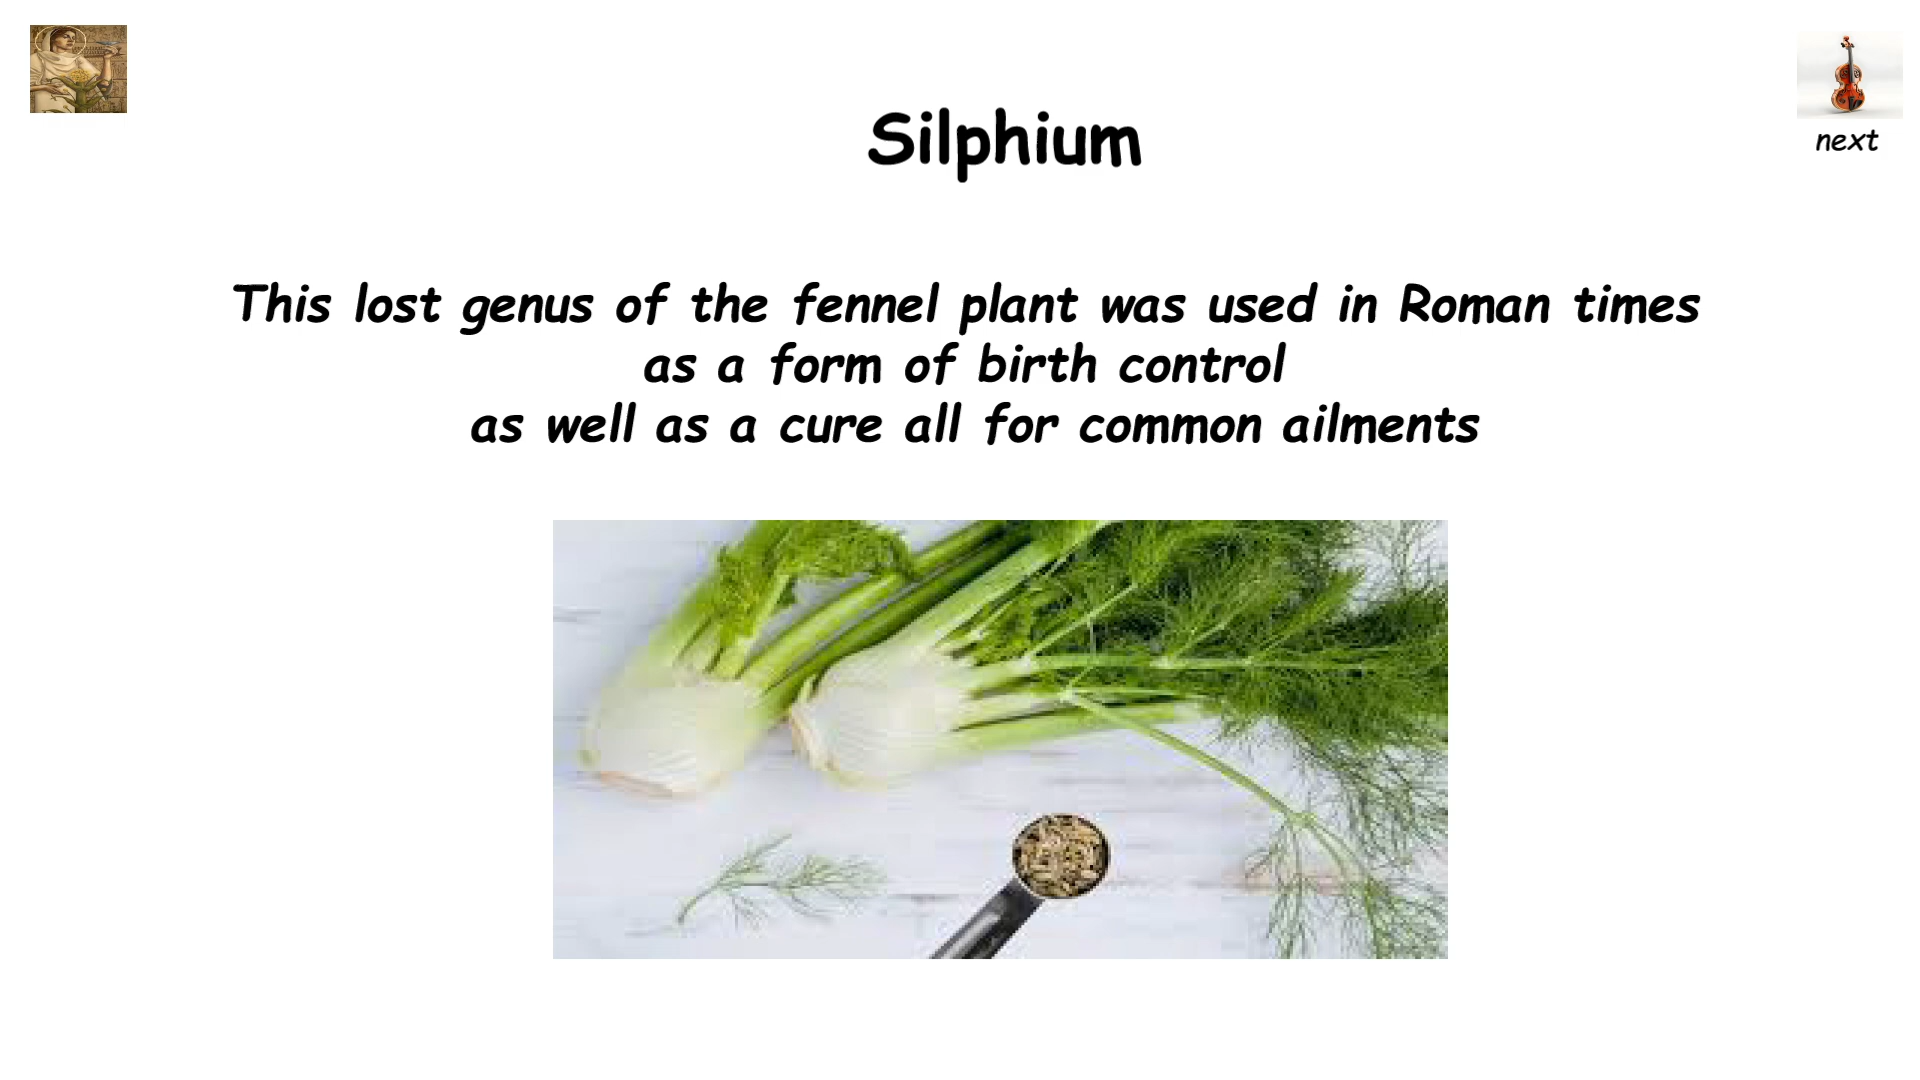 Silphium
next
This lost genus of the fennel plant was used in Roman times
as a form of birth control
as well as a cure all for common ailments